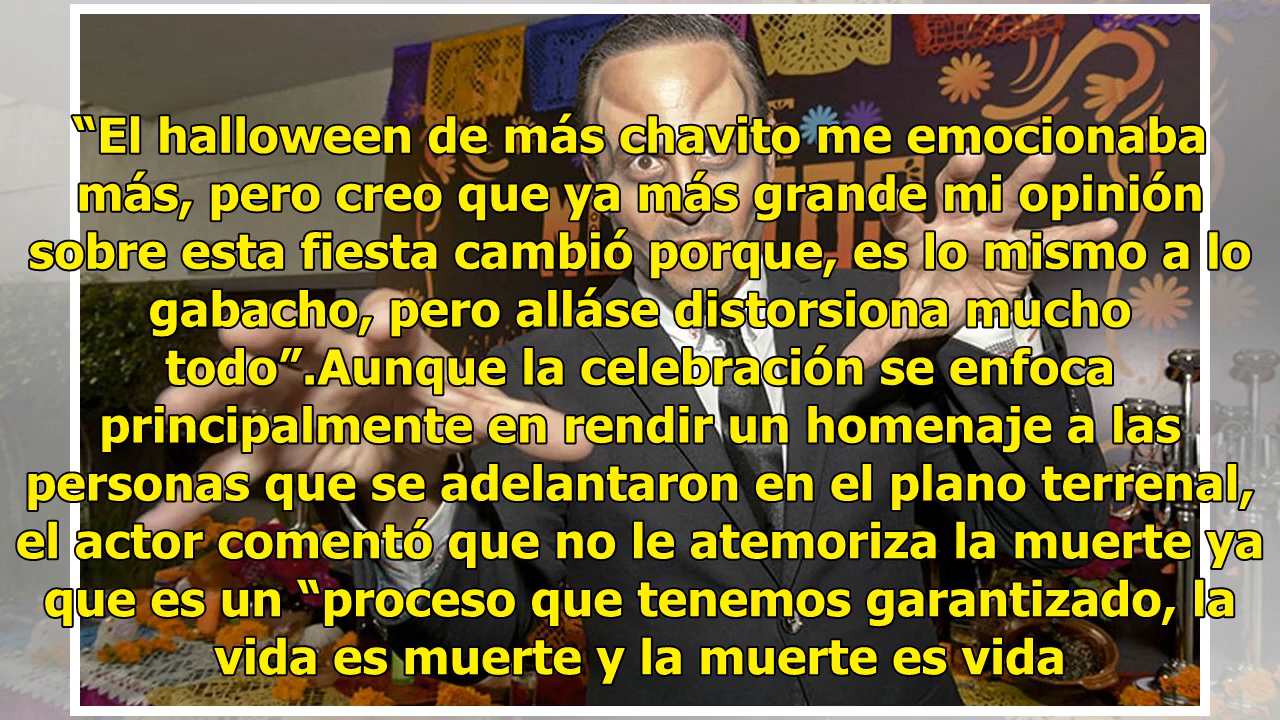 “El halloween de más chavito me emocionaba
más, pero creo que ya más grande mi opinión
sobre esta fiesta cambió porque, es lo mismo a lo
gabacho, pero alláse distorsiona mucho
todo”.Aunque la celebración se enfoca
principalmente en rendir un homenaje a las
personas que se adelantaron en el plano terrenal,
el actor comentó que no le atemoriza la muerte ya
que es un “proceso que tenemos garantizado, la
vida es muerte y la muerte es vida